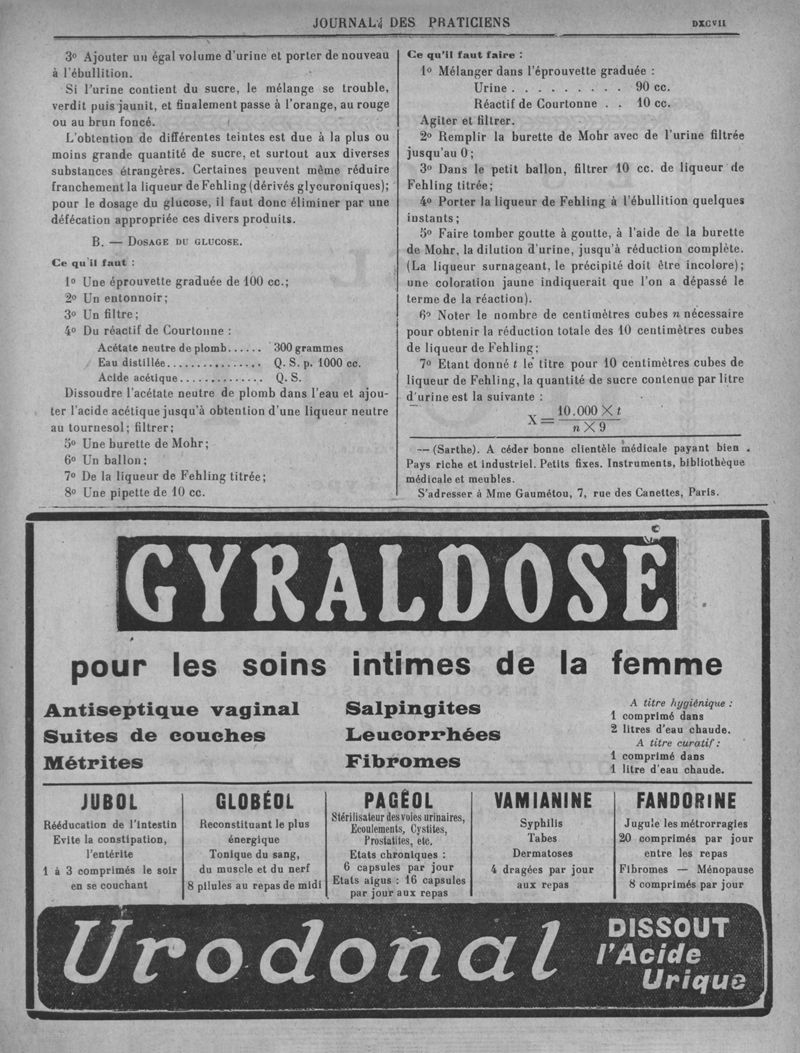 JOURNAL DES PRATICIENS
DXCVII
3º Ajouter un égal volume d'urine et porter de nouveau
à l'ébullition.
Si l'urine contient du sucre, le mélange se trouble,
verdit puis jaunit, et finalement passe à l'orange, au rouge
ou au brun foncé.
L'obtention de différentes teintes est due à la plus ou
moins grande quantité de sucre, et surtout aux diverses
substances étrangères. Certaines peuvent même réduire
franchement la liqueur de Fehling (dérivés glycuroniques);
pour le dosage du glucose, il faut donc éliminer par une
défécation appropriée ces divers produits.
B. — DOSAGE DU GLUCOSE.
Ce qu'il faut :
1º Une éprouvette graduée de 100 cc.;
2º Un entonnoir;
3º Un filtre;
4º Du réactif de Courtonne :
Acétate neutre de plomb...... 300 grammes
Eau distillée............... Q. S. p. 1000 cc.
Acide acétique.............. Q. S.
Dissoudre l'acétate neutre de plomb dans l'eau et ajou-
ter l'acide acétique jusqu'à obtention d'une liqueur neutre
au tournesol; filtrer;
5º Une burette de Mohr;
6º Un ballon;
7º De la liqueur de Fehling titrée;
8º Une pipette de 10 cc.
Ce qu'il faut faire :
1º Mélanger dans l'éprouvette graduée :
Urine . . . . . . . . . 90 cc.
Réactif de Courtonne . . 10 cc.
Agiter et filtrer.
2º Remplir la burette de Mohr avec de l'urine filtrée
jusqu'au 0;
3º Dans le petit ballon, filtrer 10 cc. de liqueur de
Fehling titrée;
4º Porter la liqueur de Fehling à l'ébullition quelques
instants;
5º Faire tomber goutte à goutte, à l'aide de la burette
de Mohr, la dilution d'urine, jusqu'à réduction complète.
(La liqueur surnageant, le précipité doit être incolore);
une coloration jaune indiquerait que l'on a dépassé le
terme de la réaction).
6º Noter le nombre de centimètres cubes n nécessaire
pour obtenir la réduction totale des 10 centimètres cubes
de liqueur de Fehling;
7º Etant donné t le titre pour 10 centimètres cubes de
liqueur de Fehling, la quantité de sucre contenue par litre
d'urine est la suivante :
X = 10.000 × t
n × 9
— (Sarthe). A céder bonne clientèle médicale payant bien.
Pays riche et industriel. Petits fixes. Instruments, bibliothèque
médicale et meubles.
S'adresser à Mme Gaumétou, 7, rue des Canettes, Paris.
GYRALDOSE
pour les soins intimes de la femme
Antiseptique vaginal
Suites de couches
Métrites
Salpingites
Leucorrhées
Fibromes
A titre hygiénique :
1 comprimé dans
2 litres d'eau chaude.
A titre curatif :
1 comprimé dans
1 litre d'eau chaude.
JUBOL
Rééducation de l'intestin
Evite la constipation,
l'entérite
1 à 3 comprimés le soir
en se couchant
GLOBÉOL
Reconstituant le plus
énergique
Tonique du sang,
du muscle et du nerf
8 pilules au repas de midi
PAGÉOL
Stérilisateur des voies urinaires,
Ecoulements, Cystites,
Prostatites, etc.
Etats chroniques :
6 capsules par jour
Etats aigus : 16 capsules
par jour aux repas
VAMIANINE
Syphilis
Tabes
Dermatoses
4 dragées par jour
aux repas
FANDORINE
Jugule les métrorragies
20 comprimés par jour
entre les repas
Fibromes — Ménopause
8 comprimés par jour
Urodonal
DISSOUT
l'Acide
Urique